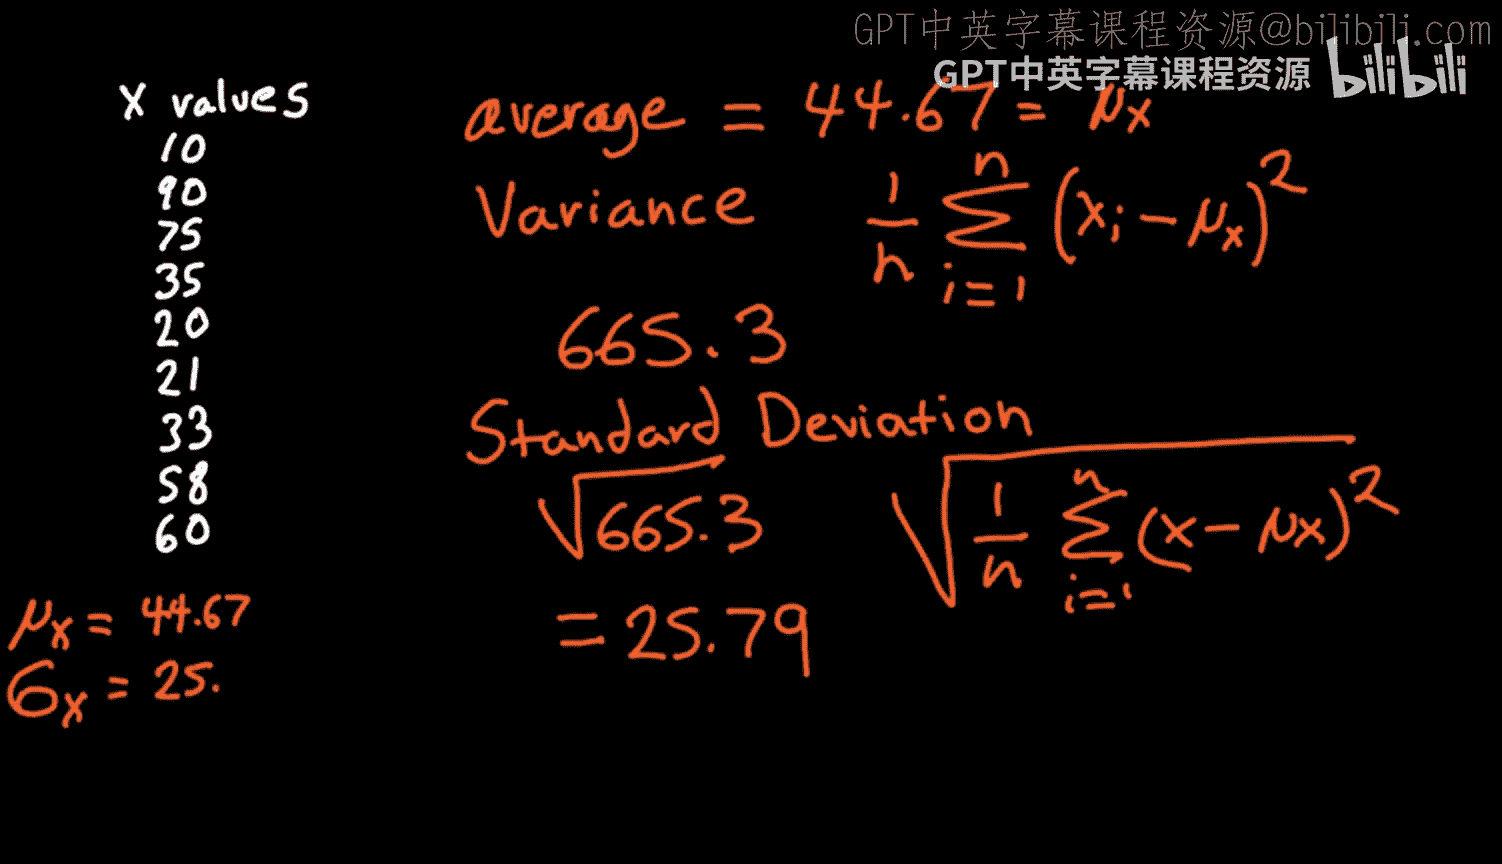 GPT中英字幕课程资源@bilibili.com
GPT中英字幕课程资源 bilibili
X values
10
90
75
35
20
21
33
58
60
μx = 44.67
σx = 25.
average = 44.67 = μx
Variance 1/n Σ n i=1 (xi - μx)²
665.3
Standard Deviation
√665.3 √1/n Σ n i=1 (x - μx)²
= 25.79